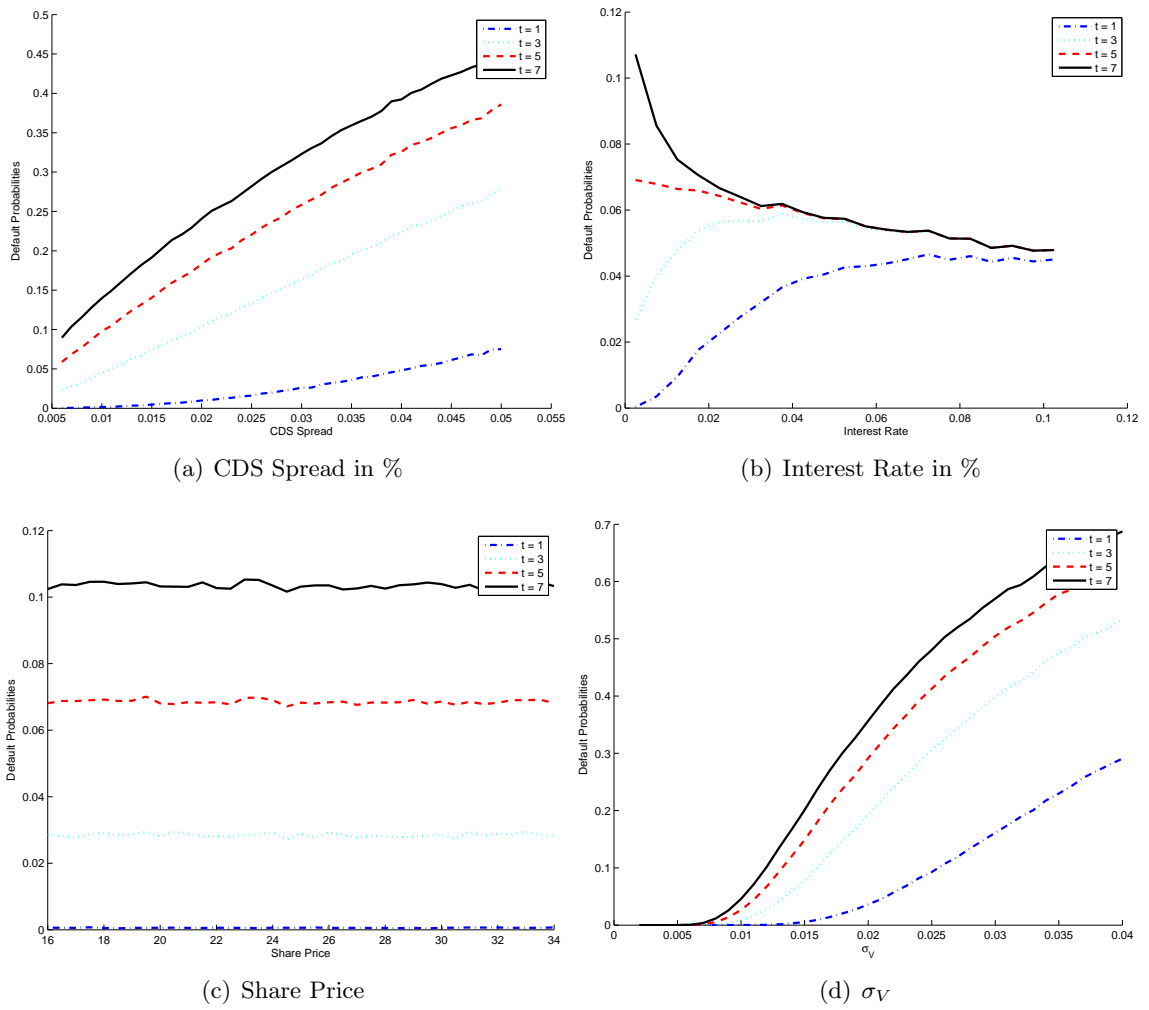 0.5
0.45
0.4
0.35
0.3
0.25
0.2
0.15
0.1
0.05
0
Default Probabilities
0.005 0.01 0.015 0.02 0.025 0.03 0.035 0.04 0.045 0.05 0.055
CDS Spread
t = 1
t = 3
t = 5
t = 7
(a) CDS Spread in %
0.12
0.1
0.08
0.06
0.04
0.02
0
Default Probabilities
0 0.02 0.04 0.06 0.08 0.1 0.12
Interest Rate
t = 1
t = 3
t = 5
t = 7
(b) Interest Rate in %
0.12
0.1
0.08
0.06
0.04
0.02
0
Default Probabilities
16 18 20 22 24 26 28 30 32 34
Share Price
t = 1
t = 3
t = 5
t = 7
(c) Share Price
0.7
0.6
0.5
0.4
0.3
0.2
0.1
0
Default Probabilities
0 0.005 0.01 0.015 0.02 0.025 0.03 0.035 0.04
σ_V
t = 1
t = 3
t = 5
t = 7
(d) σ_V